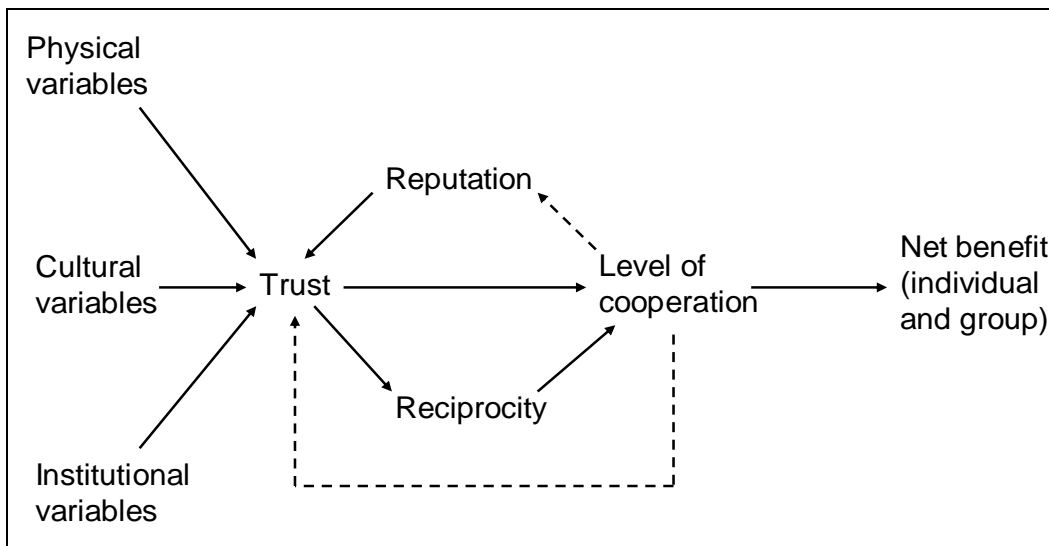 Physical
variables
Reputation
Cultural
variables
Trust
Level of
cooperation
Net benefit
(individual
and group)
Reciprocity
Institutional
variables